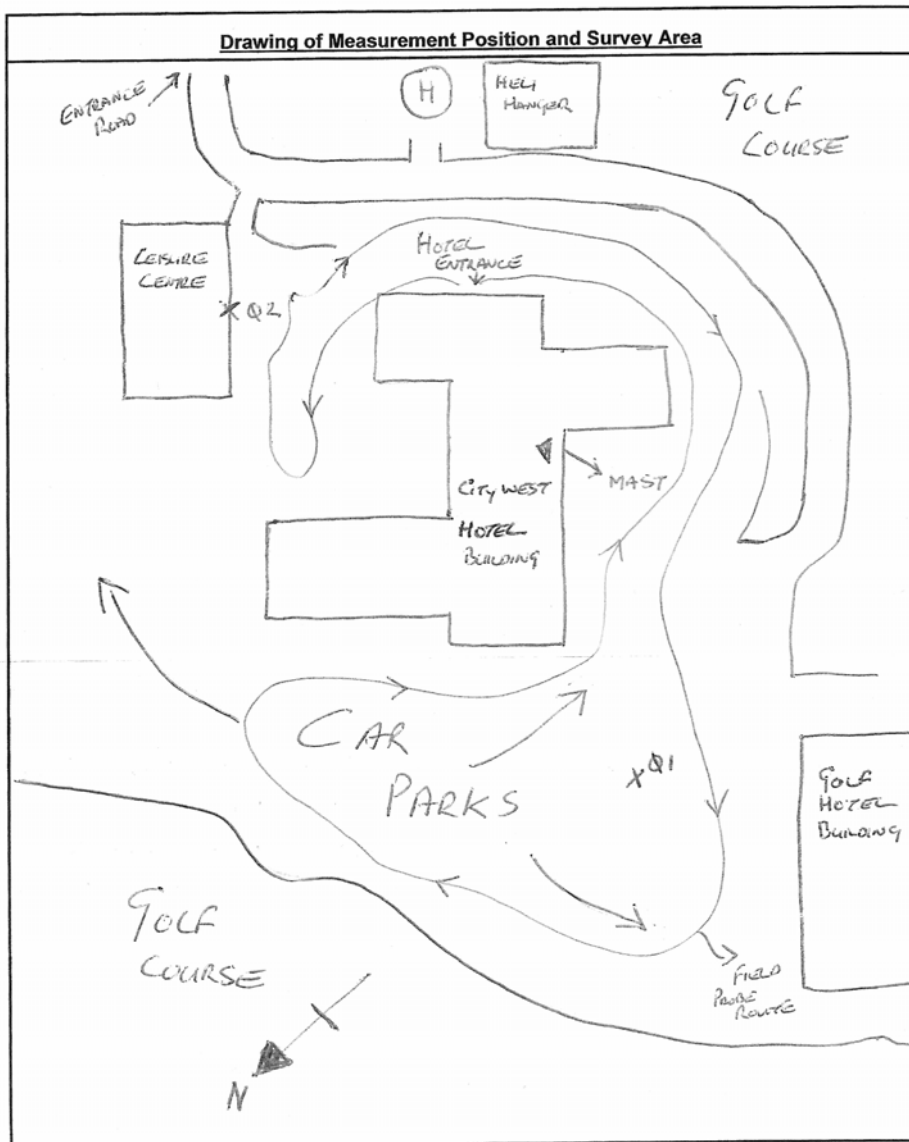 Drawing of Measurement Position and Survey Area
ENTRANCE
ROAD
H
HELI
HANGER
GOLF
COURSE
LEISURE
CENTRE
HOTEL
ENTRANCE
X Q2
MAST
CITY WEST
HOTEL
BUILDING
CAR
PARKS
X Q1
GOLF
HOTEL
BUILDING
GOLF
COURSE
FIELD
PROBE
ROUTE
N